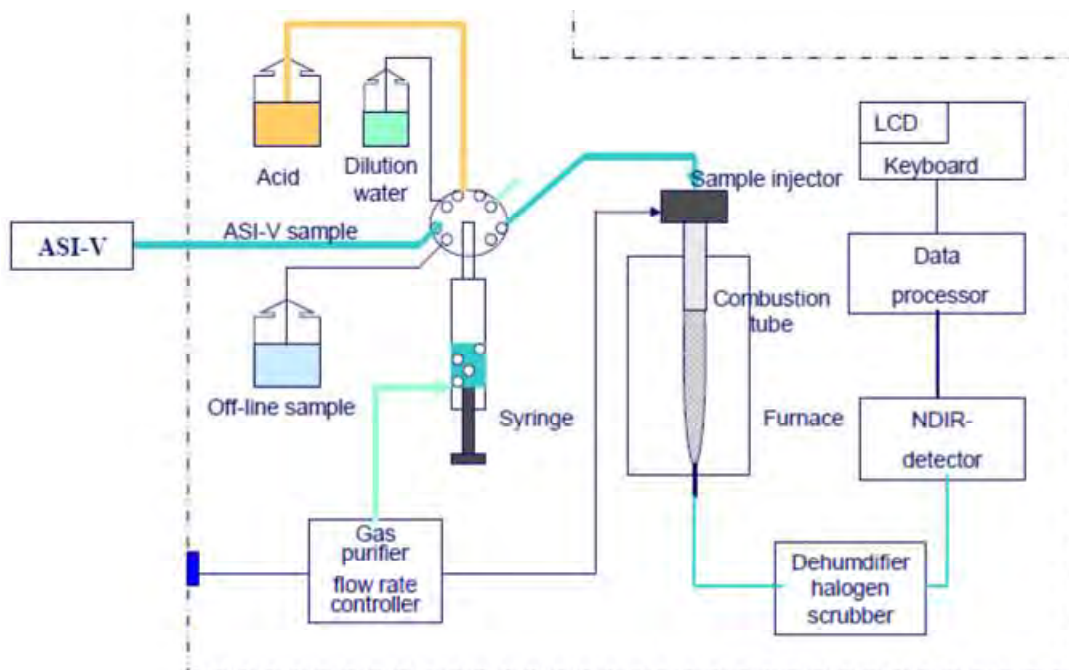 Acid
Dilution
water
ASI-V
ASI-V sample
Off-line sample
Syringe
Gas
purifier
flow rate
controller
Sample injector
Combustion
tube
Furnace
LCD
Keyboard
Data
processor
NDIR-
detector
Dehumdifier
halogen
scrubber